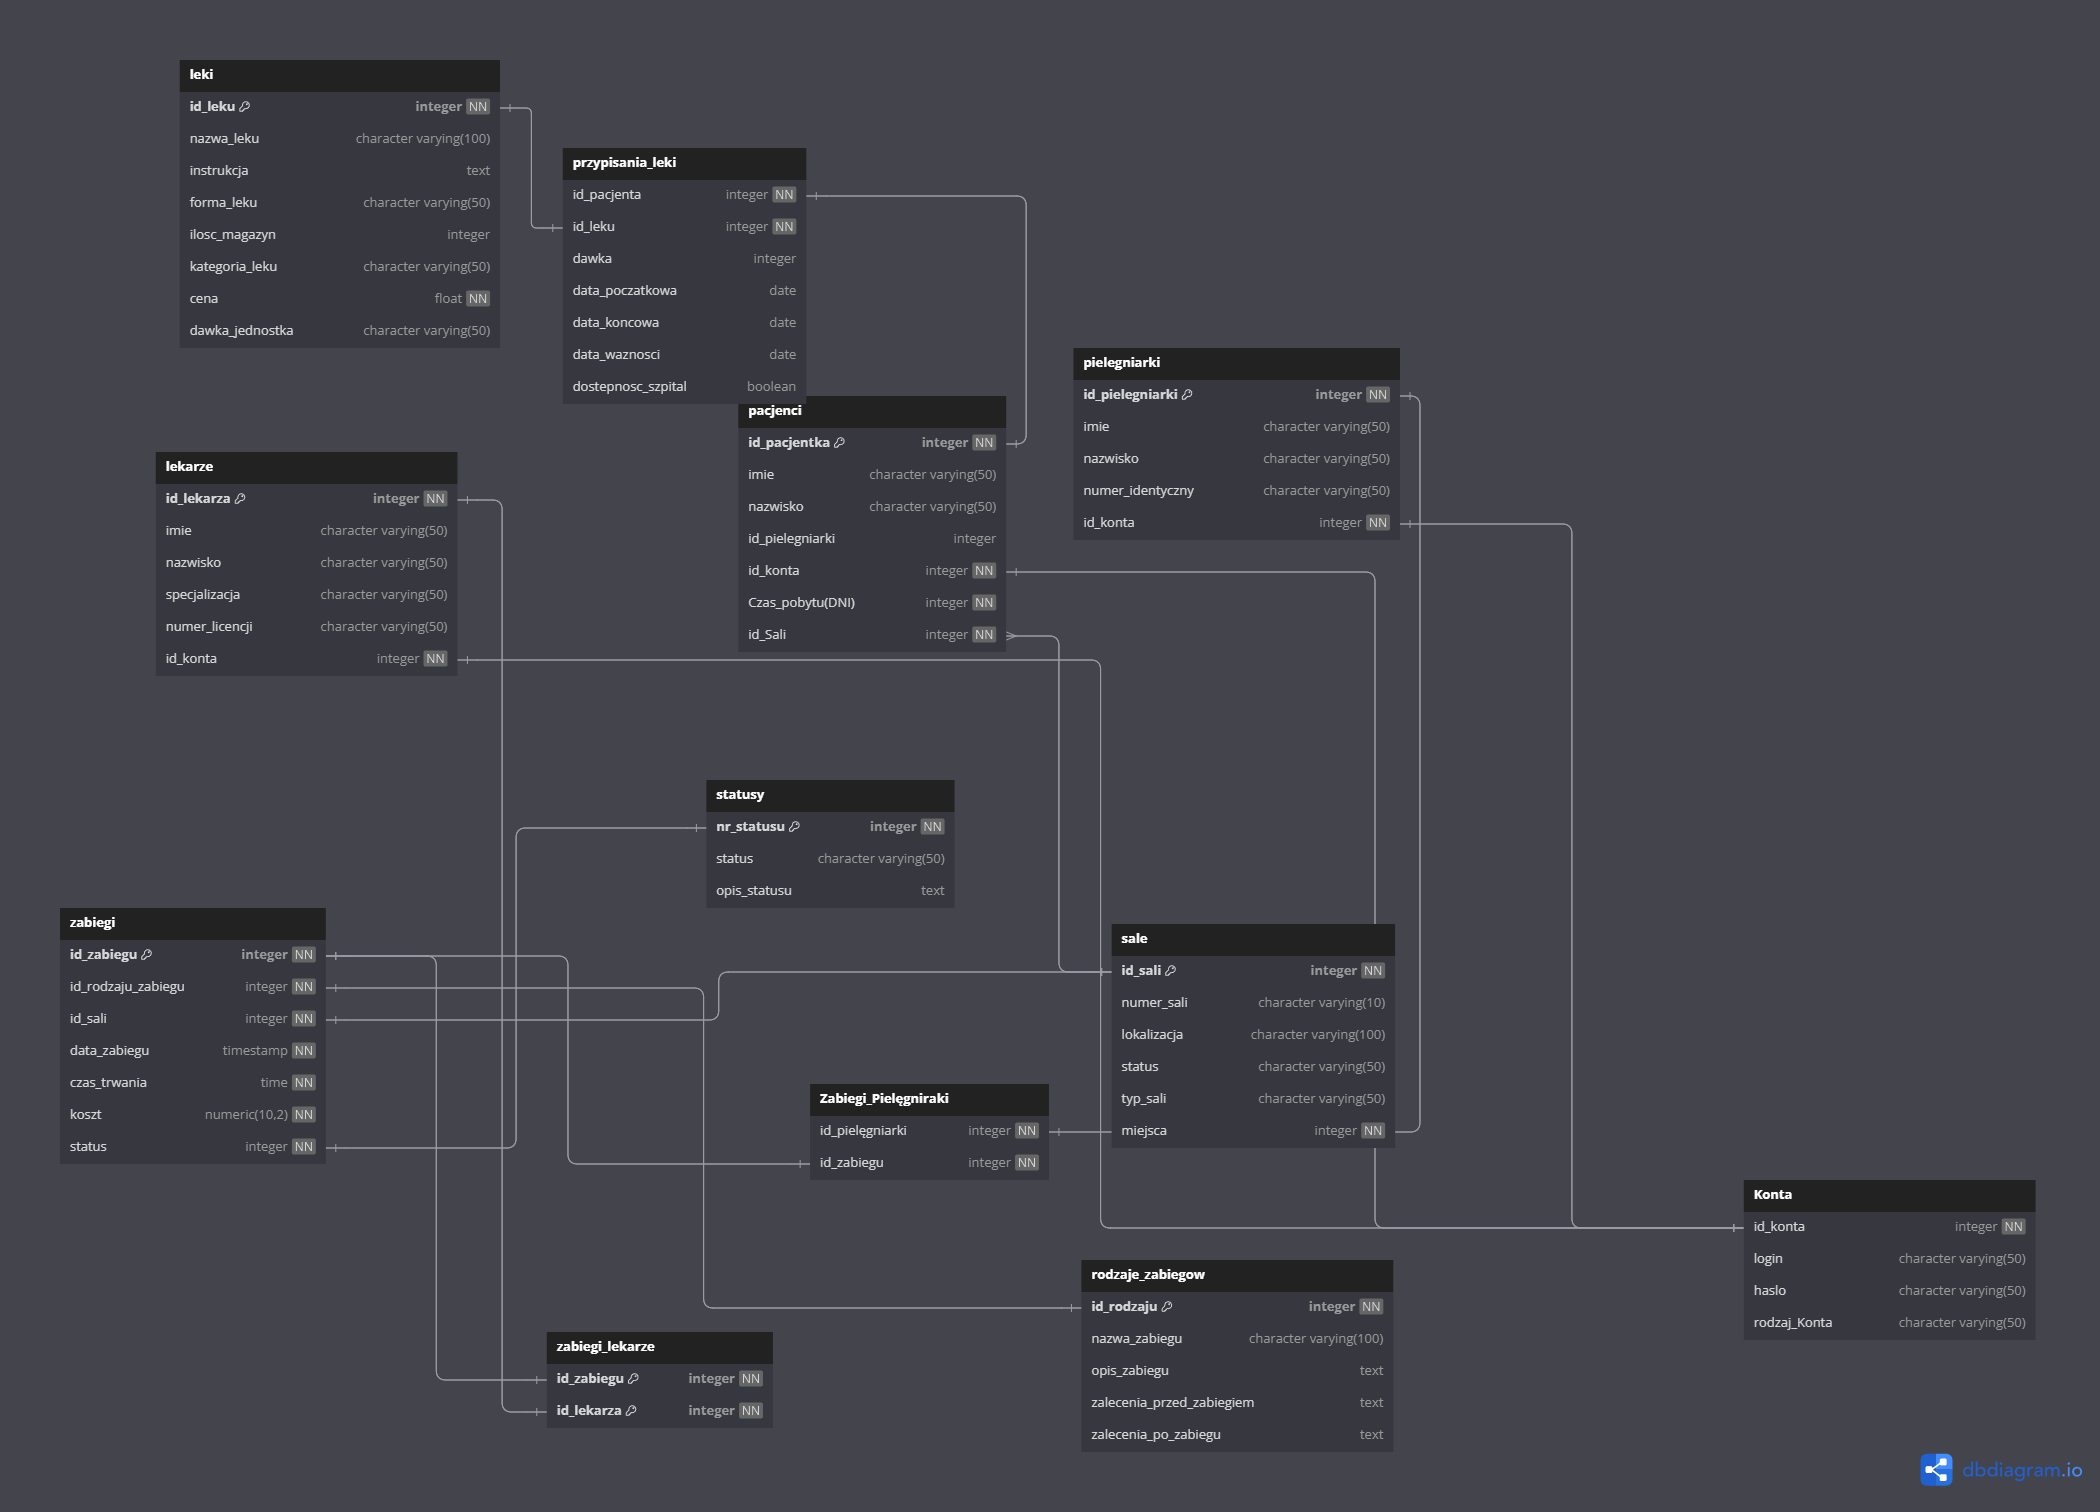 leki
id_leku integer NN
nazwa_leku character varying(100)
instrukcja text
forma_leku character varying(50)
ilosc_magazyn integer
kategoria_leku character varying(50)
cena float NN
dawka_jednostka character varying(50)
przypisania_leki
id_pacjenta integer NN
id_leku integer NN
dawka integer
data_poczatkowa date
data_koncowa date
data_waznosci date
dostepnosc_szpital boolean
pielegniarki
id_pielegniarki integer NN
imie character varying(50)
nazwisko character varying(50)
numer_identyczny character varying(50)
id_konta integer NN
pacjenci
id_pacjentka integer NN
imie character varying(50)
nazwisko character varying(50)
id_pielegniarki integer
id_konta integer NN
Czas_pobytu(DNI) integer NN
id_Sali integer NN
lekarze
id_lekarza integer NN
imie character varying(50)
nazwisko character varying(50)
specjalizacja character varying(50)
numer_licencji character varying(50)
id_konta integer NN
statusy
nr_statusu integer NN
status character varying(50)
opis_statusu text
zabiegi
id_zabiegu integer NN
id_rodzaju_zabiegu integer NN
id_sali integer NN
data_zabiegu timestamp NN
czas_trwania time NN
koszt numeric(10,2) NN
status integer NN
sale
id_sali integer NN
numer_sali character varying(10)
lokalizacja character varying(100)
status character varying(50)
typ_sali character varying(50)
miejsca integer NN
Zabiegi_Pielęgniraki
id_pielęgniarki integer NN
id_zabiegu integer NN
Konta
id_konta integer NN
login character varying(50)
haslo character varying(50)
rodzaj_Konta character varying(50)
rodzaje_zabiegow
id_rodzaju integer NN
nazwa_zabiegu character varying(100)
opis_zabiegu text
zalecenia_przed_zabiegiem text
zalecenia_po_zabiegu text
zabiegi_lekarze
id_zabiegu integer NN
id_lekarza integer NN
dbdiagram.io